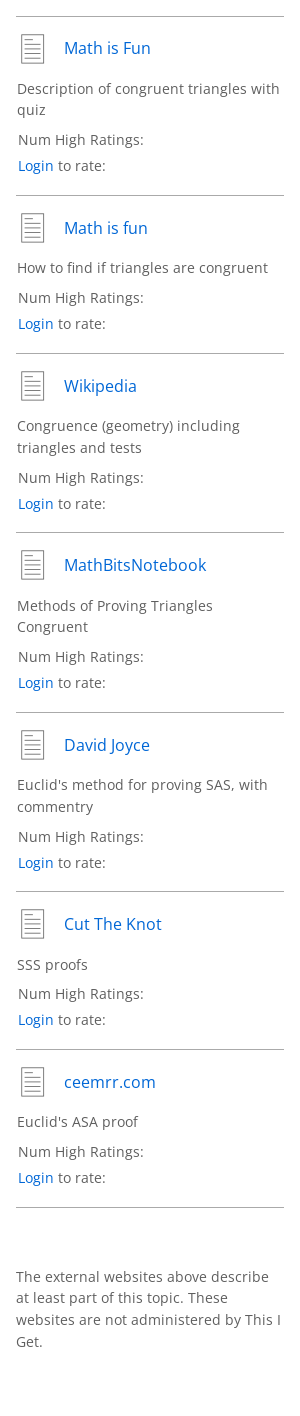 Math is Fun
Description of congruent triangles with
quiz
Num High Ratings:
Login to rate:
Math is fun
How to find if triangles are congruent
Num High Ratings:
Login to rate:
Wikipedia
Congruence (geometry) including
triangles and tests
Num High Ratings:
Login to rate:
MathBitsNotebook
Methods of Proving Triangles
Congruent
Num High Ratings:
Login to rate:
David Joyce
Euclid's method for proving SAS, with
commentry
Num High Ratings:
Login to rate:
Cut The Knot
SSS proofs
Num High Ratings:
Login to rate:
ceemrr.com
Euclid's ASA proof
Num High Ratings:
Login to rate:
The external websites above describe
at least part of this topic. These
websites are not administered by This I
Get.